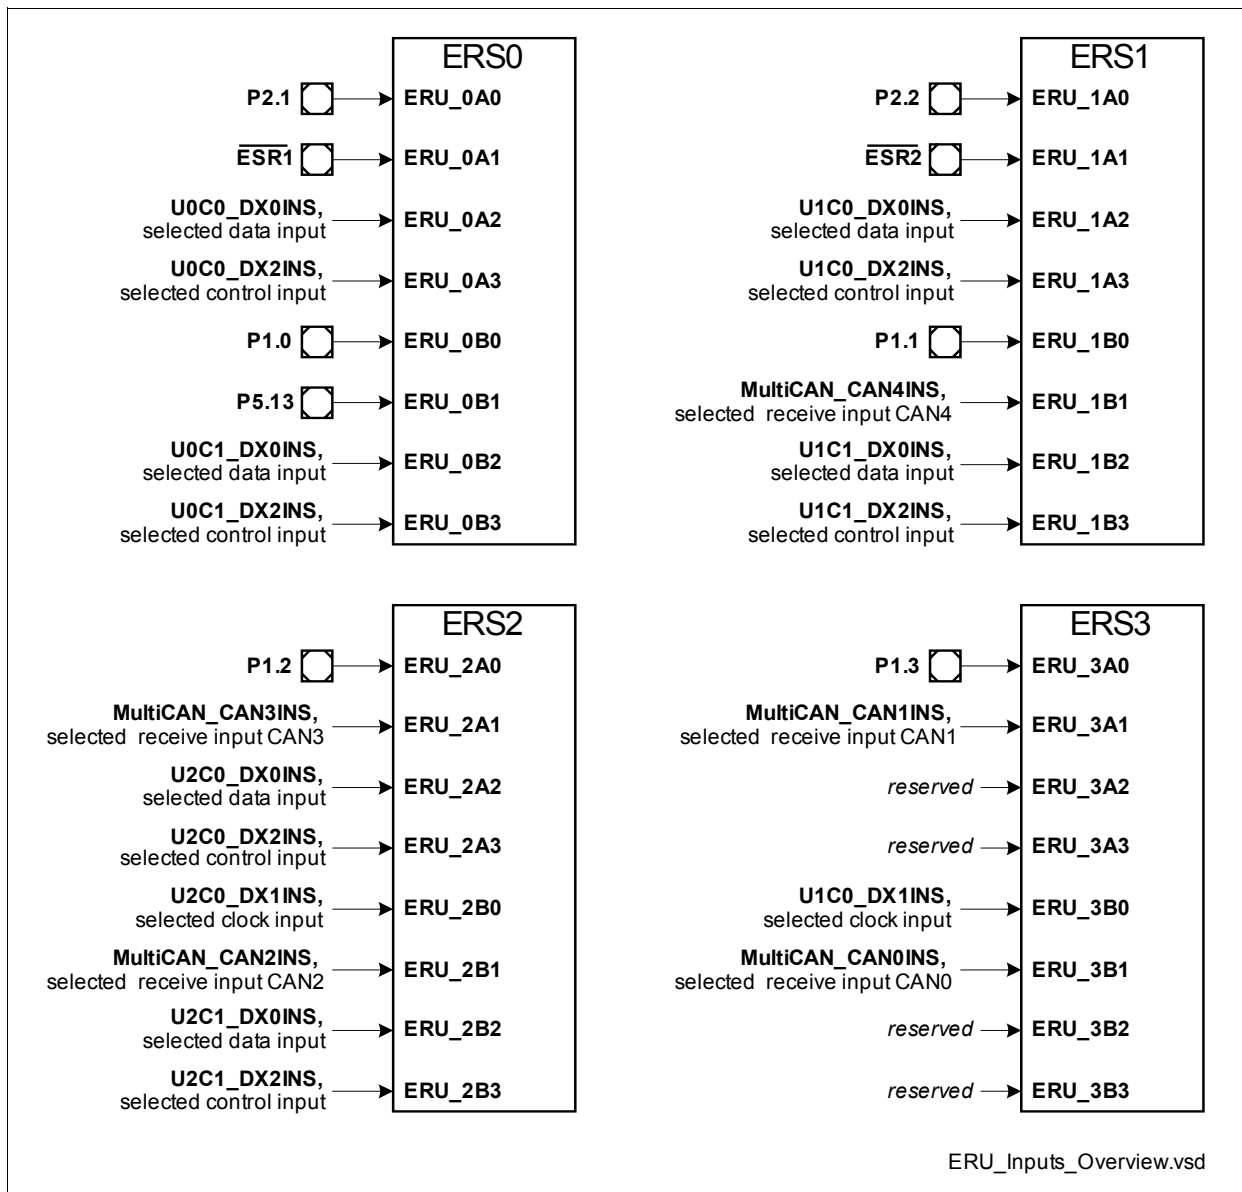 ERS0
P2.1 ERU_0A0
ESR1 ERU_0A1
U0C0_DX0INS,
selected data input ERU_0A2
U0C0_DX2INS,
selected control input ERU_0A3
P1.0 ERU_0B0
P5.13 ERU_0B1
U0C1_DX0INS,
selected data input ERU_0B2
U0C1_DX2INS,
selected control input ERU_0B3
ERS1
P2.2 ERU_1A0
ESR2 ERU_1A1
U1C0_DX0INS,
selected data input ERU_1A2
U1C0_DX2INS,
selected control input ERU_1A3
P1.1 ERU_1B0
MultiCAN_CAN4INS,
selected receive input CAN4 ERU_1B1
U1C1_DX0INS,
selected data input ERU_1B2
U1C1_DX2INS,
selected control input ERU_1B3
ERS2
P1.2 ERU_2A0
MultiCAN_CAN3INS,
selected receive input CAN3 ERU_2A1
U2C0_DX0INS,
selected data input ERU_2A2
U2C0_DX2INS,
selected control input ERU_2A3
U2C0_DX1INS,
selected clock input ERU_2B0
MultiCAN_CAN2INS,
selected receive input CAN2 ERU_2B1
U2C1_DX0INS,
selected data input ERU_2B2
U2C1_DX2INS,
selected control input ERU_2B3
ERS3
P1.3 ERU_3A0
MultiCAN_CAN1INS,
selected receive input CAN1 ERU_3A1
reserved ERU_3A2
reserved ERU_3A3
U1C0_DX1INS,
selected clock input ERU_3B0
MultiCAN_CAN0INS,
selected receive input CAN0 ERU_3B1
reserved ERU_3B2
reserved ERU_3B3
ERU_Inputs_Overview.vsd